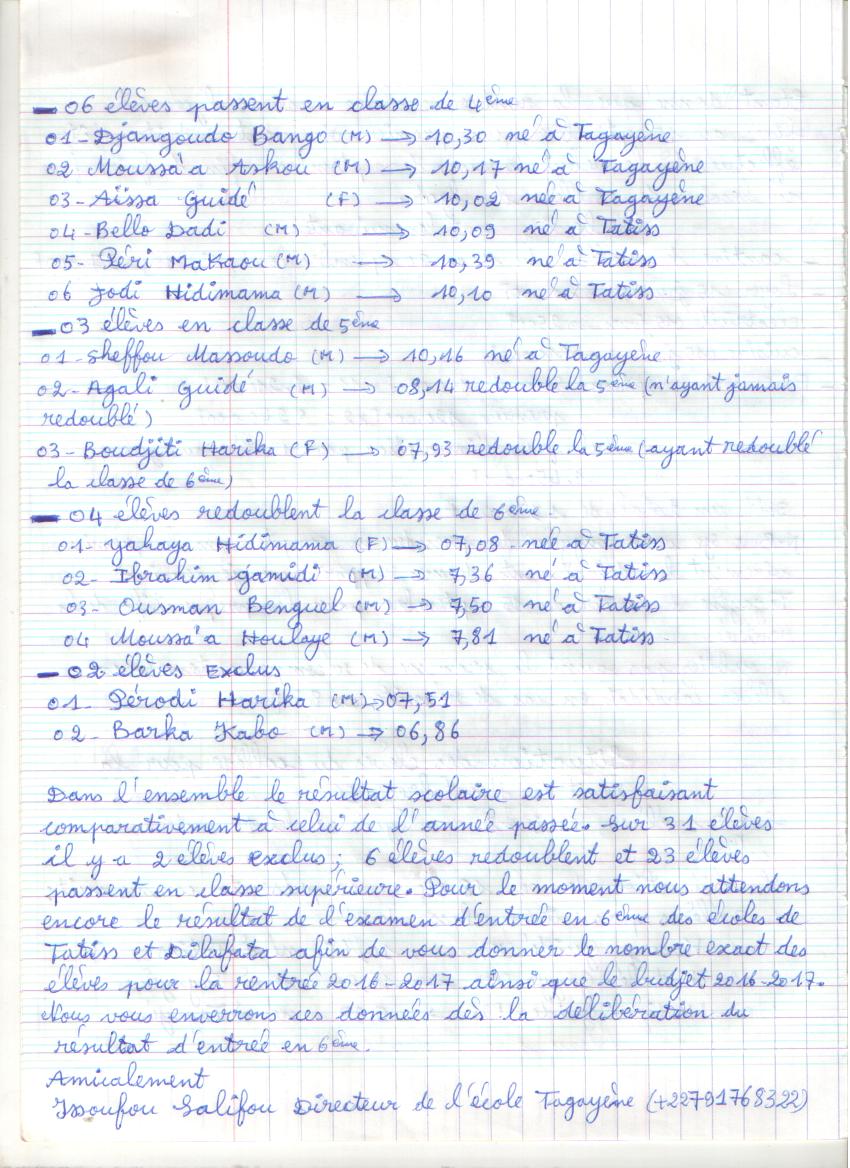 - 06 élèves passent en classe de 4ème
01 - Djangoudo Bango (M) → 10,30 né à Tagayène
02 Moussa'a Askou (M) → 10,17 né à Tagayène
03 - Aïssa Guidé (F) → 10,02 née à Tagayène
04 - Bello Dadi (M) → 10,09 né à Tatiss
05 - Péri Makaou (M) → 10,39 né à Tatiss
06 Jodi Hidimama (M) → 10,10 né à Tatiss
- 03 élèves en classe de 5ème
01 - Sheffou Massoudo (M) → 10,16 né à Tagayène
02 - Agali Guidé (M) → 08,14 redouble la 5ème (n'ayant jamais
redoublé)
03 - Boudjiti Harika (F) → 07,93 redouble la 5ème (ayant redoublé
la classe de 6ème)
- 04 élèves redoublent la classe de 6ème
01 - Yahaya Hidimama (F) → 07,08 - née à Tatiss
02 - Ibrahim Gamidi (M) → 7,36 né à Tatiss
03 - Ousman Benguel (M) → 7,50 né à Tatiss
04 Moussa'a Houlaye (M) → 7,81 né à Tatiss.
- 02 élèves Exclus
01 - Pérodi Harika (M) → 07,51
02 - Barka Kabo (M) → 06,86
Dans l'ensemble le résultat scolaire est satisfaisant
comparativement à celui de l'année passée. Sur 31 élèves
il y a 2 élèves exclus ; 6 élèves redoublent et 23 élèves
passent en classe supérieure. Pour le moment nous attendons
encore le résultat de l'examen d'entrée en 6ème des écoles de
Tatiss et Dilafata afin de vous donner le nombre exact des
élèves pour la rentrée 2016-2017 ainsi que le budjet 2016-2017.
Nous vous enverrons ces données dès la délibération du
résultat d'entrée en 6ème.
Amicalement
Issoufou Salifou Directeur de l'école Tagayène (+22791768322)